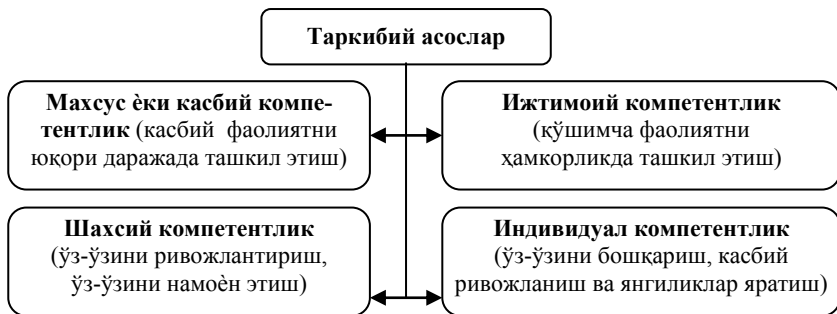 Таркибий асослар
Махсус ѐки касбий компе-
тентлик (касбий фаолиятни
юқори даражада ташкил этиш)
Ижтимоий компетентлик
(қўшимча фаолиятни
ҳамкорликда ташкил этиш)
Шахсий компетентлик
(ўз-ўзини ривожлантириш,
ўз-ўзини намоѐн этиш)
Индивидуал компетентлик
(ўз-ўзини бошқариш, касбий
ривожланиш ва янгиликлар яратиш)